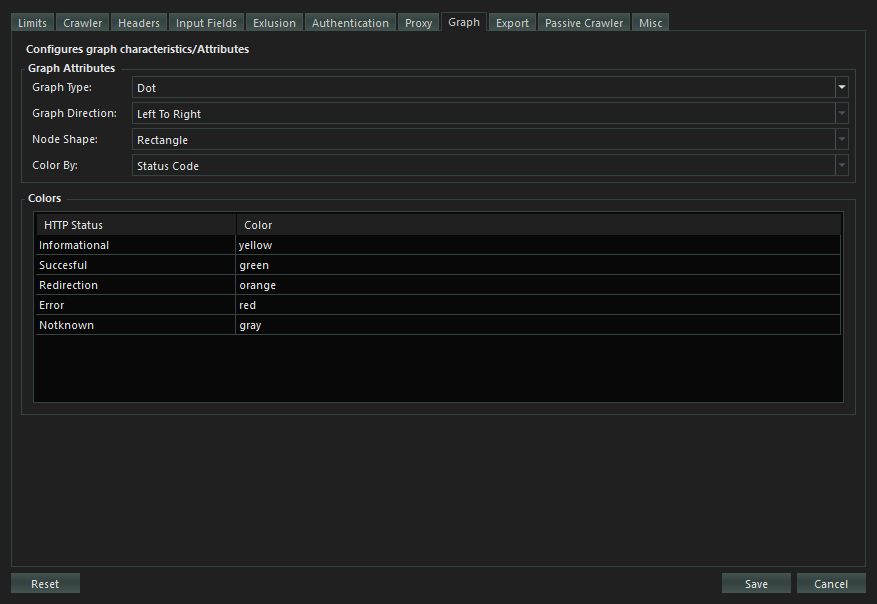 Limits Crawler Headers Input Fields Exlusion Authentication Proxy Graph Export Passive Crawler Misc
Configures graph characteristics/Attributes
Graph Attributes
Graph Type: Dot
Graph Direction: Left To Right
Node Shape: Rectangle
Color By: Status Code
Colors
HTTP Status Color
Informational yellow
Succesful green
Redirection orange
Error red
Notknown gray
Reset Save Cancel